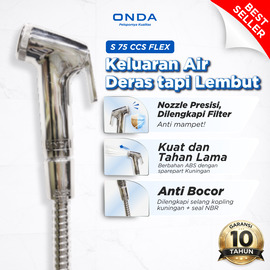 ONDA
Pelopornya Kualitas
BEST
SELLER
S 75 CCS FLEX
Keluaran Air
Deras tapi Lembut
Nozzle Presisi,
Dilengkapi Filter
Anti mampet!
Kuat dan
Tahan Lama
Berbahan ABS dengan
sparepart Kuningan
Anti Bocor
Dilengkapi selang kopling
kuningan + seal NBR
GARANSI
10
TAHUN